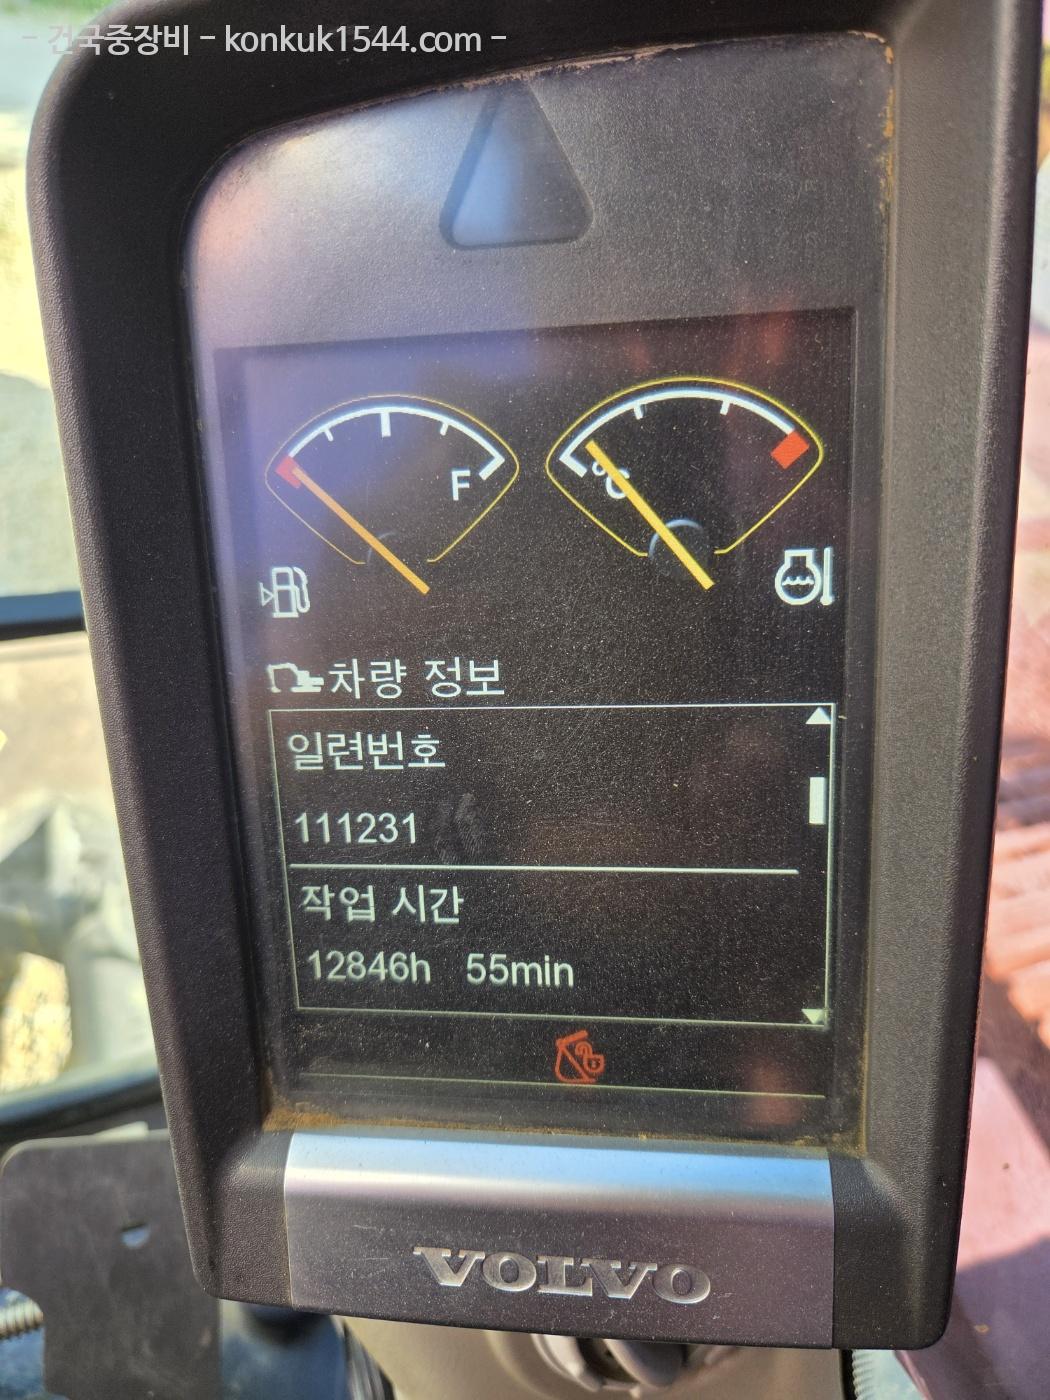 - 건국중장비 - konkuk1544.com -
F
°C
차량 정보
일련번호
111231
작업 시간
12846h 55min
VOLVO